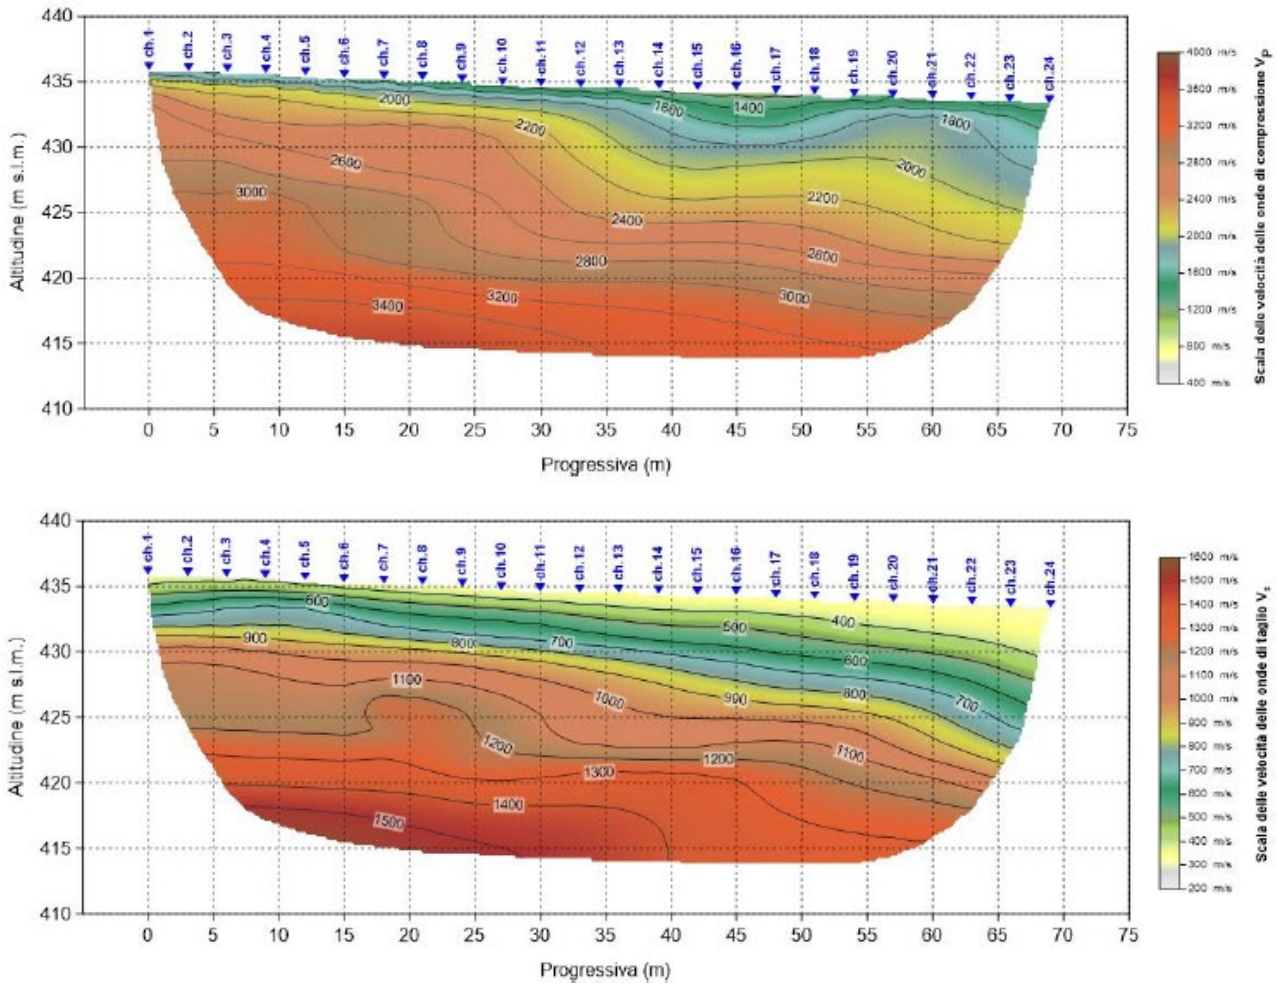 440
435
430
425
420
415
410
Altitudine (m s.l.m.)
ch.1
ch.2
ch.3
ch.4
ch.5
ch.6
ch.7
ch.8
ch.9
ch.10
ch.11
ch.12
ch.13
ch.14
ch.15
ch.16
ch.17
ch.18
ch.19
ch.20
ch.21
ch.22
ch.23
ch.24
2000
1600
1400
1800
2200
2600
2000
3000
2200
2400
2800
2600
3200
3000
3400
0 5 10 15 20 25 30 35 40 45 50 55 60 65 70 75
Progressiva (m)
4000 m/s
3600 m/s
3200 m/s
2800 m/s
2400 m/s
2000 m/s
1600 m/s
1200 m/s
800 m/s
400 m/s
Scala delle velocità delle onde di compressione VP
440
435
430
425
420
415
410
Altitudine (m s.l.m.)
ch.1
ch.2
ch.3
ch.4
ch.5
ch.6
ch.7
ch.8
ch.9
ch.10
ch.11
ch.12
ch.13
ch.14
ch.15
ch.16
ch.17
ch.18
ch.19
ch.20
ch.21
ch.22
ch.23
ch.24
600
500
400
900
800
700
600
1100
1000
900
800
700
1200
1200
1100
1300
1400
1500
0 5 10 15 20 25 30 35 40 45 50 55 60 65 70 75
Progressiva (m)
1600 m/s
1500 m/s
1400 m/s
1300 m/s
1200 m/s
1100 m/s
1000 m/s
900 m/s
800 m/s
700 m/s
600 m/s
500 m/s
400 m/s
300 m/s
200 m/s
Scala delle velocità delle onde di taglio Vs